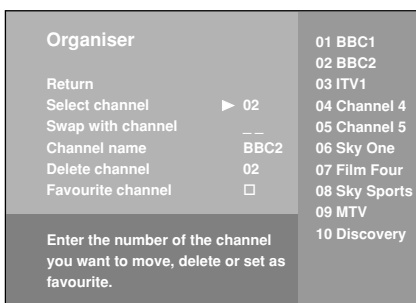 Organiser
Return
Select channel ▶ 02
Swap with channel _ _
Channel name BBC2
Delete channel 02
Favourite channel ☐
Enter the number of the channel
you want to move, delete or set as
favourite.
01 BBC1
02 BBC2
03 ITV1
04 Channel 4
05 Channel 5
06 Sky One
07 Film Four
08 Sky Sports
09 MTV
10 Discovery